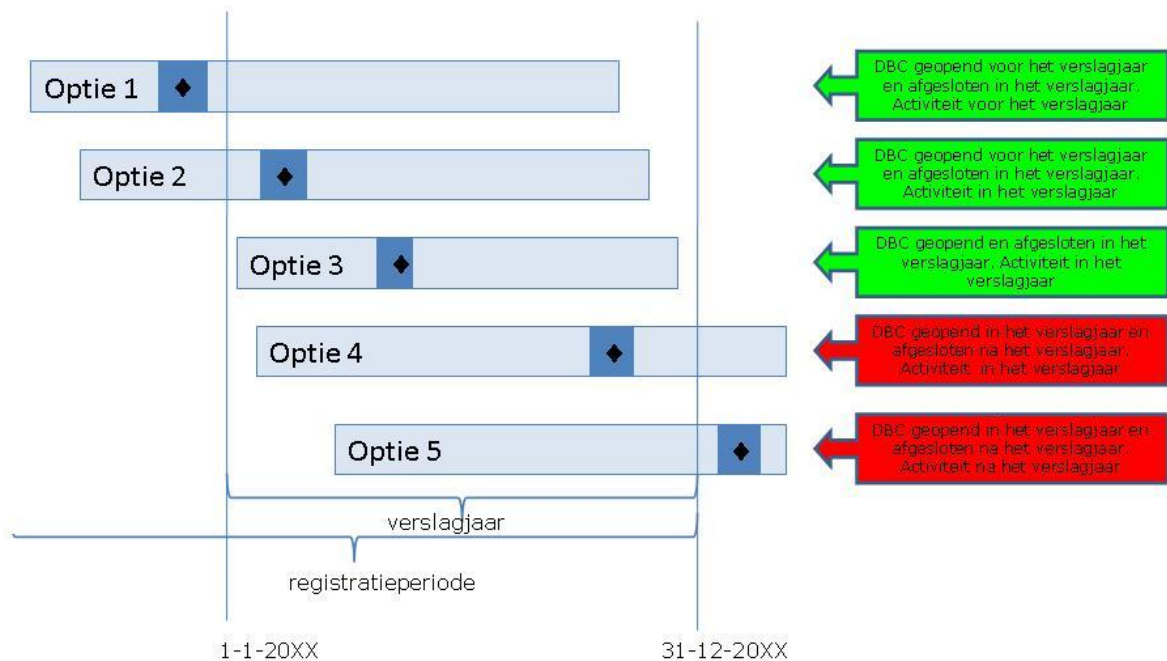 Optie 1
DBC geopend voor het verslagjaar
en afgesloten in het verslagjaar.
Activiteit voor het verslagjaar
Optie 2
DBC geopend voor het verslagjaar
en afgesloten in het verslagjaar.
Activiteit in het verslagjaar
Optie 3
DBC geopend en afgesloten in het
verslagjaar. Activiteit in het
verslagjaar
Optie 4
DBC geopend in het verslagjaar en
afgesloten na het verslagjaar.
Activiteit in het verslagjaar
Optie 5
DBC geopend in het verslagjaar en
afgesloten na het verslagjaar.
Activiteit na het verslagjaar
verslagjaar
registratieperiode
1-1-20XX
31-12-20XX